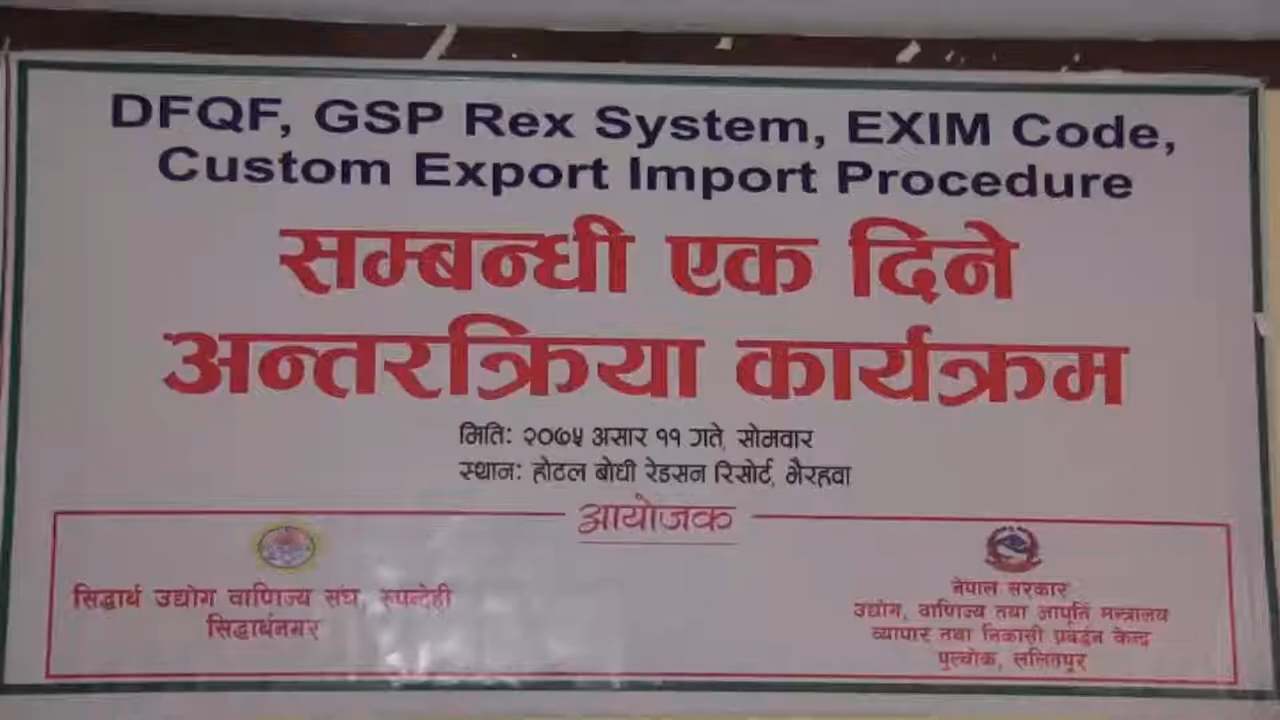 DFQF, GSP Rex System, EXIM Code,
Custom Export Import Procedure
सम्बन्धी एक दिने
अन्तरक्रिया कार्यक्रम
मिति: २०७५ असार ११ गते, सोमवार
स्थान: होटल बोधी रेडसन रिसोर्ट, भैरहवा
आयोजक
सिद्धार्थ उद्योग वाणिज्य संघ, रुपन्देही
सिद्धार्थनगर
नेपाल सरकार
उद्योग, वाणिज्य तथा आपूर्ति मन्त्रालय
व्यापार तथा निकासी प्रवर्द्धन केन्द्र
पुल्चोक, ललितपुर